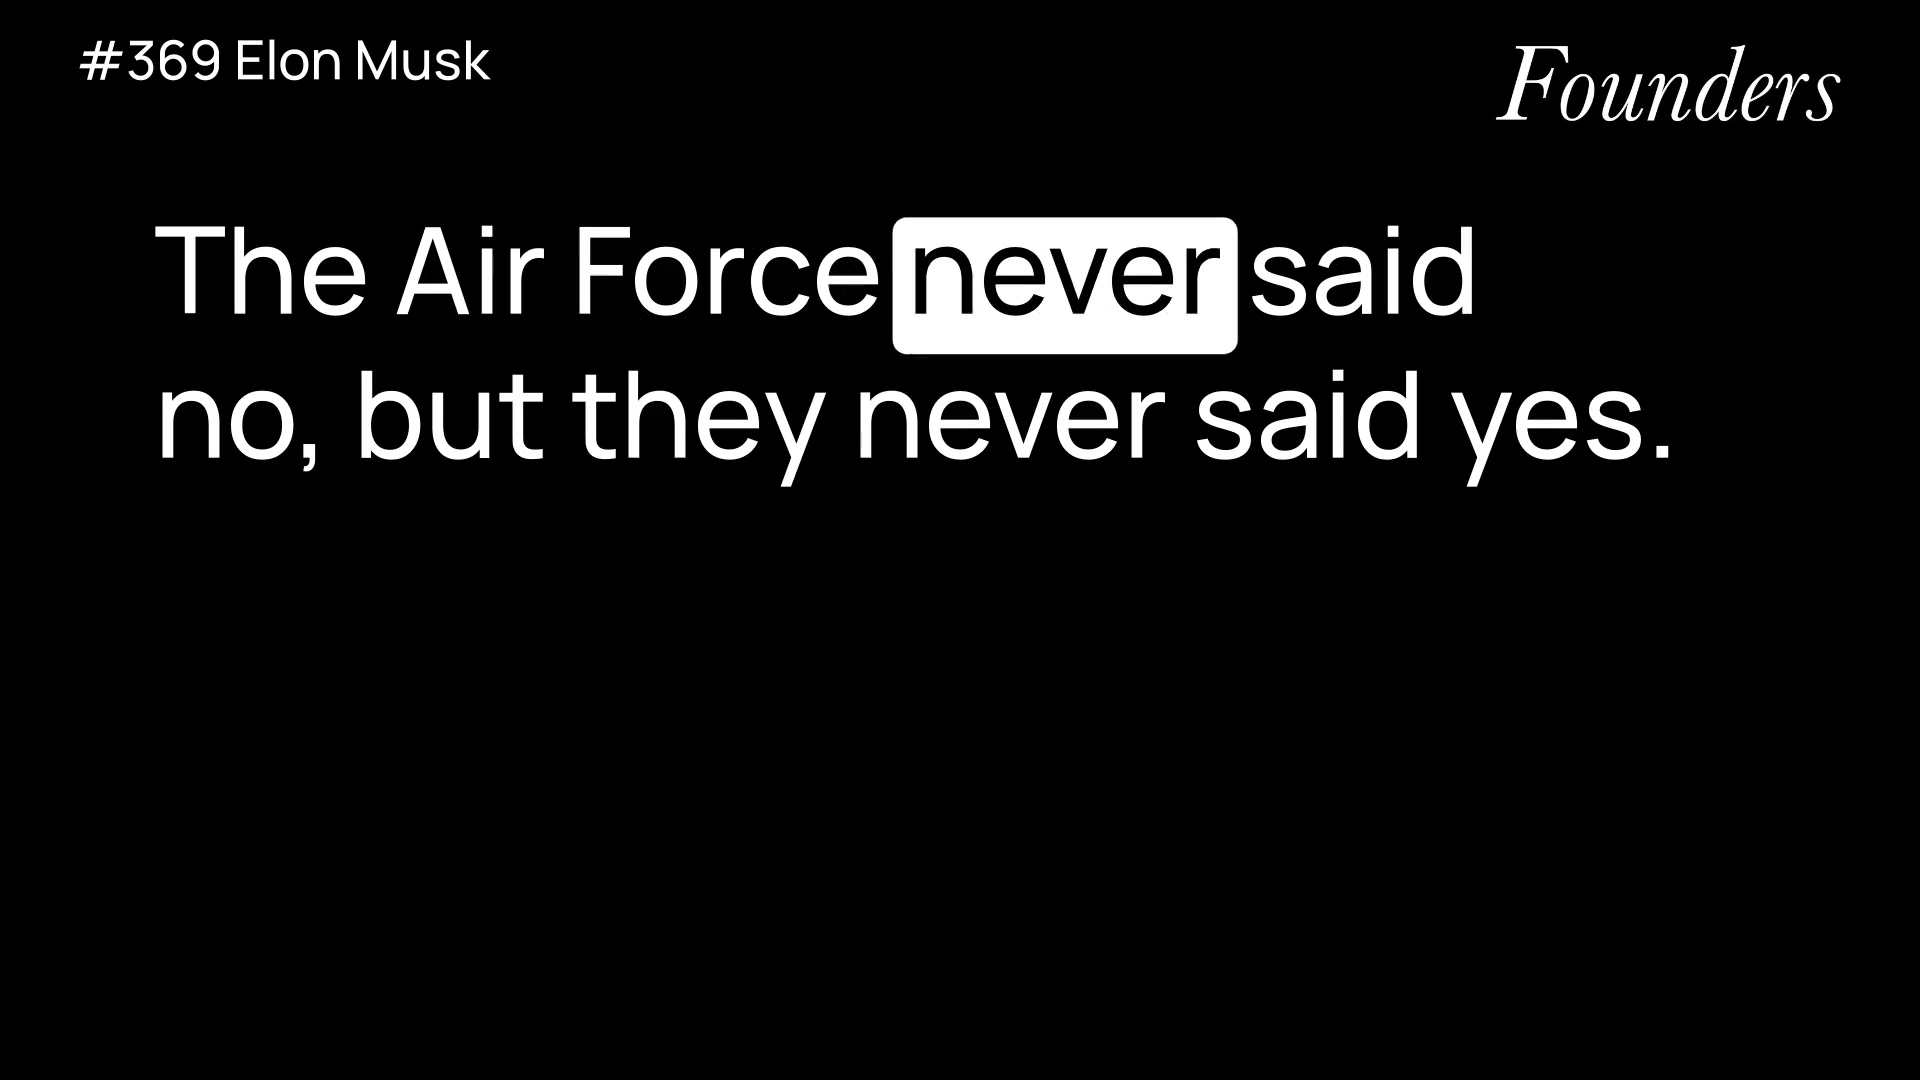 #369 Elon Musk
Founders
The Air Force never said
no, but they never said yes.